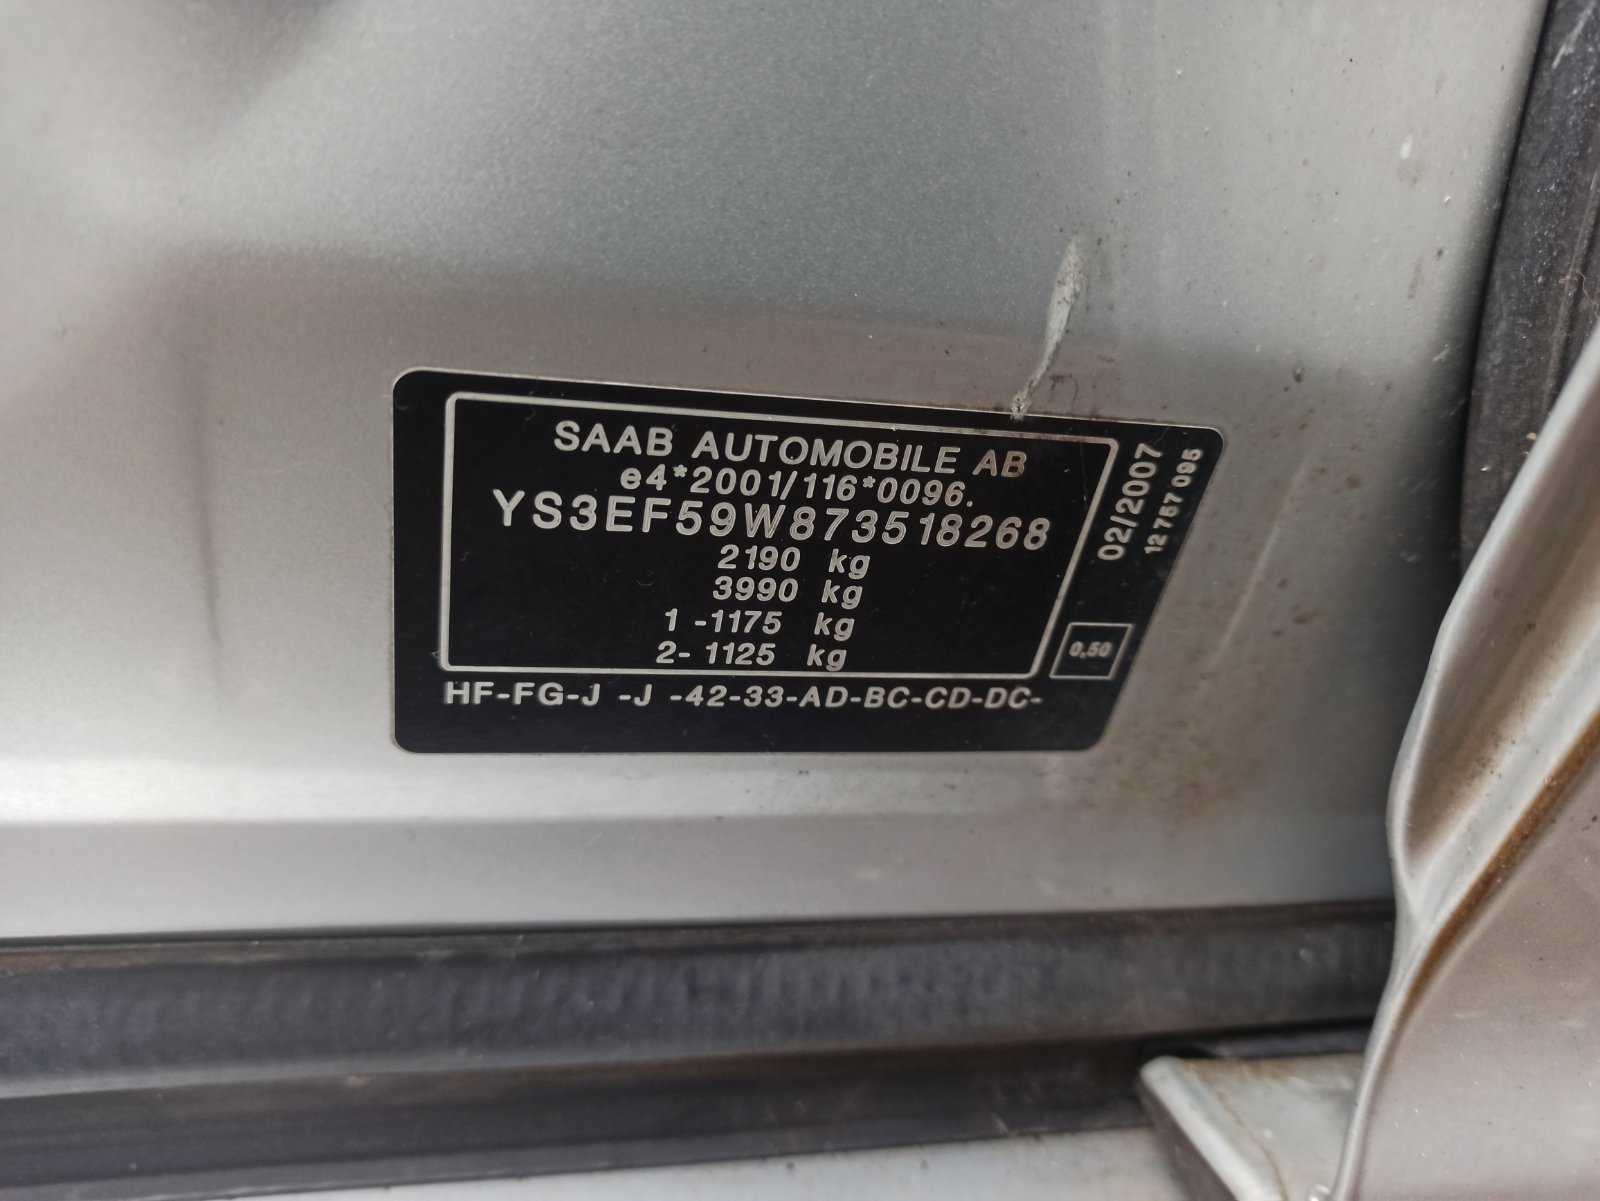 SAAB AUTOMOBILE AB
e4*2001/116*0096.
YS3EF59W873518268
2190 kg
3990 kg
1 -1175 kg
2- 1125 kg
HF-FG-J -J -42-33-AD-BC-CD-DC-
02/2007
12 757 095
0,50